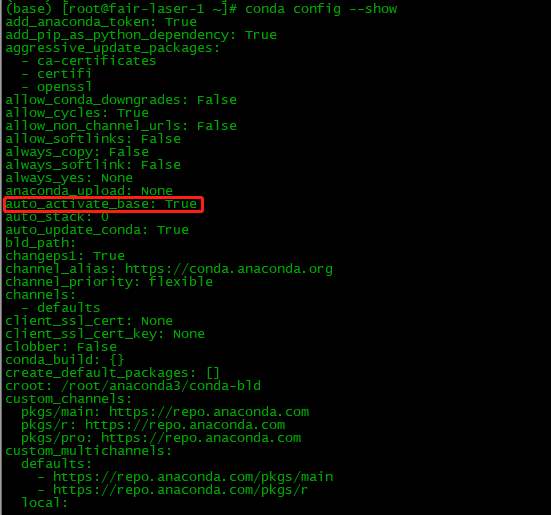 (base) [root@fair-laser-1 ~]# conda config --show
add_anaconda_token: True
add_pip_as_python_dependency: True
aggressive_update_packages:
  - ca-certificates
  - certifi
  - openssl
allow_conda_downgrades: False
allow_cycles: True
allow_non_channel_urls: False
allow_softlinks: False
always_copy: False
always_softlink: False
always_yes: None
anaconda_upload: None
auto_activate_base: True
auto_stack: 0
auto_update_conda: True
bld_path:
changeps1: True
channel_alias: https://conda.anaconda.org
channel_priority: flexible
channels:
  - defaults
client_ssl_cert: None
client_ssl_cert_key: None
clobber: False
conda_build: {}
create_default_packages: []
croot: /root/anaconda3/conda-bld
custom_channels:
  pkgs/main: https://repo.anaconda.com
  pkgs/r: https://repo.anaconda.com
  pkgs/pro: https://repo.anaconda.com
custom_multichannels:
  defaults:
    - https://repo.anaconda.com/pkgs/main
    - https://repo.anaconda.com/pkgs/r
  local: